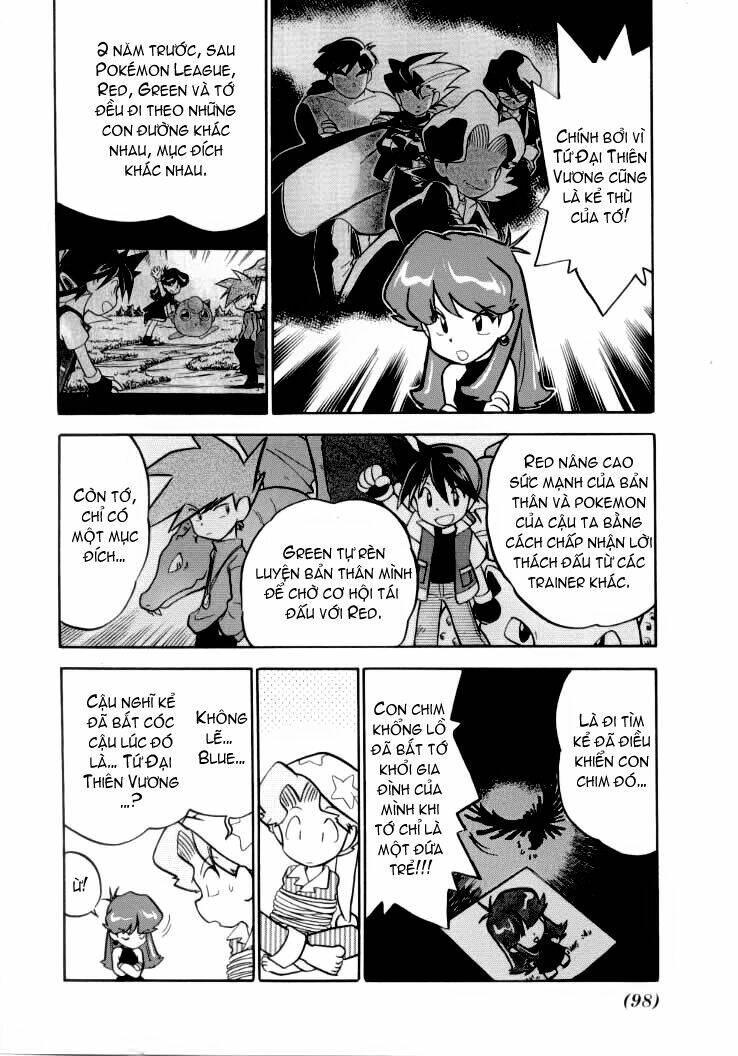 Chính bởi vì
Tứ Đại Thiên
Vương cũng
là kẻ thù
của tớ!
2 năm trước, sau
Pokémon League,
Red, Green và tớ
đều đi theo những
con đường khác
nhau, mục đích
khác nhau.
Red nâng cao
sức mạnh của bản
thân và pokemon
của cậu ta bằng
cách chấp nhận lời
thách đấu từ các
trainer khác.
Green tự rèn
luyện bản thân mình
để chờ cơ hội tái
đấu với Red.
Còn tớ,
chỉ có
một mục
đích...
Là đi tìm
kẻ đã điều
khiển con
chim đó...
Con chim
khổng lồ
đã bắt tớ
khỏi gia
đình của
mình khi
tớ chỉ là
một đứa
trẻ!!!
Không
lẽ...
Blue...
Cậu nghĩ kẻ
đã bắt cóc
cậu lúc đó
là... Tứ Đại
Thiên Vương
...?
Ừ!
(98)